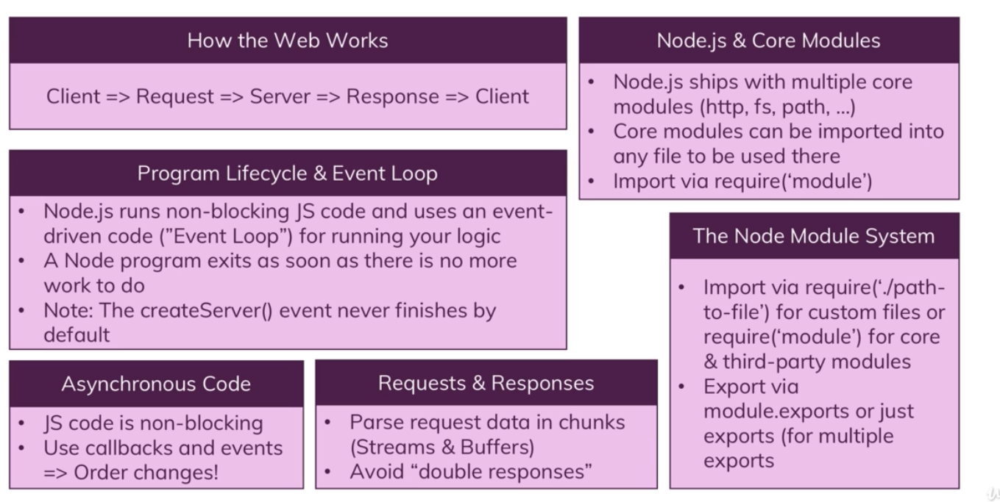 How the Web Works
Client => Request => Server => Response => Client
Program Lifecycle & Event Loop
• Node.js runs non-blocking JS code and uses an event-
driven code (”Event Loop”) for running your logic
• A Node program exits as soon as there is no more
work to do
• Note: The createServer() event never finishes by
default
Asynchronous Code
• JS code is non-blocking
• Use callbacks and events
=> Order changes!
Requests & Responses
• Parse request data in chunks
(Streams & Buffers)
• Avoid “double responses”
Node.js & Core Modules
• Node.js ships with multiple core
modules (http, fs, path, …)
• Core modules can be imported into
any file to be used there
• Import via require(‘module’)
The Node Module System
• Import via require(‘./path-
to-file’) for custom files or
require(‘module’) for core
& third-party modules
• Export via
module.exports or just
exports (for multiple
exports